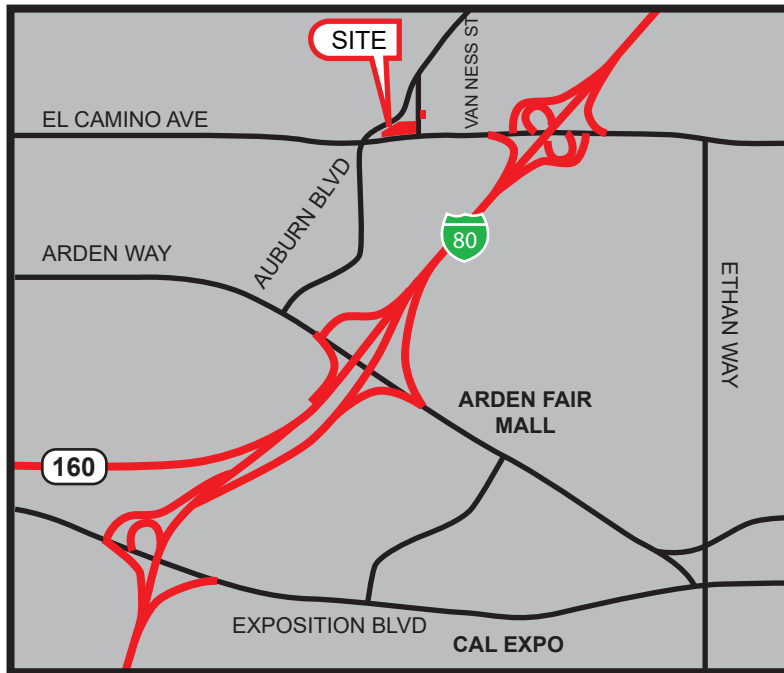 SITE
VAN NESS ST
EL CAMINO AVE
AUBURN BLVD
ARDEN WAY
80
ETHAN WAY
ARDEN FAIR
MALL
160
EXPOSITION BLVD
CAL EXPO